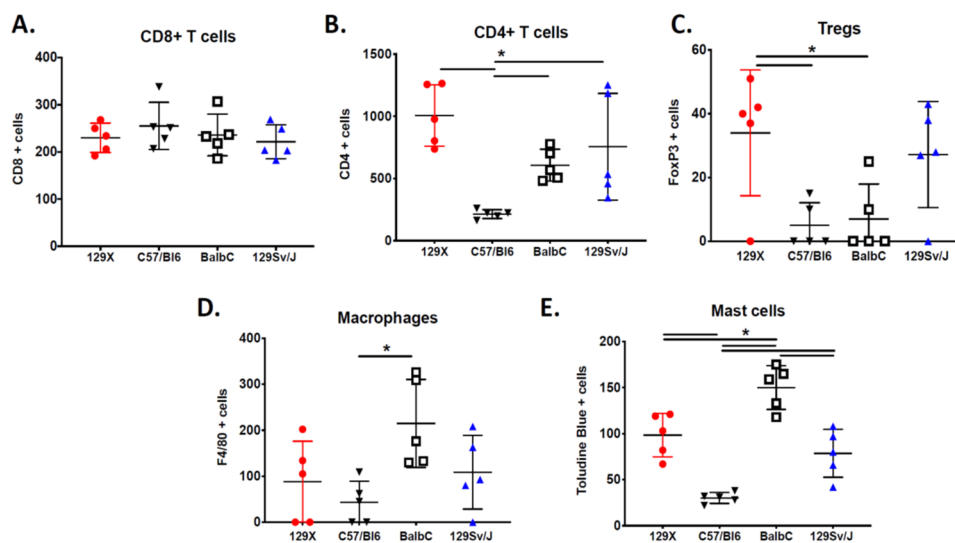 A.
CD8+ T cells
CD8 + cells
400
300
200
100
0
129X C57/Bl6 BalbC 129Sv/J
B.
CD4+ T cells
*
CD4 + cells
1500
1000
500
0
129X C57/Bl6 BalbC 129Sv/J
C.
Tregs
*
FoxP3 + cells
60
40
20
0
129X C57/Bl6 BalbC 129Sv/J
D.
Macrophages
*
F4/80 + cells
400
300
200
100
0
129X C57/Bl6 BalbC 129Sv/J
E.
Mast cells
*
Toludine Blue + cells
200
150
100
50
0
129X C57/Bl6 BalbC 129Sv/J